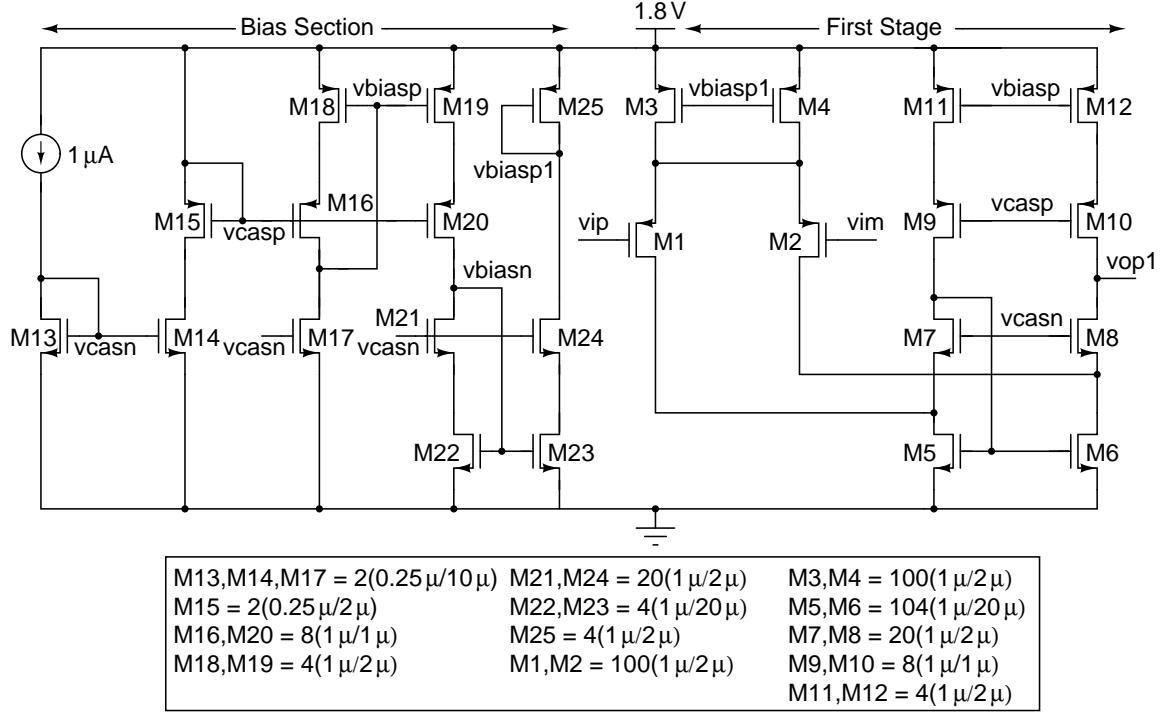 Bias Section
1.8 V
First Stage
vbiasp
vbiasp1
vbiasp
M18
M19
M25
M3
M4
M11
M12
1 μA
vbiasp1
M15
M16
M20
vcasp
vip
M1
M2
vim
M9
vcasp
M10
vbiasn
vop1
M13
vcasn
M14
vcasn
M17
M21
vcasn
M24
M7
vcasn
M8
M22
M23
M5
M6
M13,M14,M17 = 2(0.25 μ/10 μ)
M15 = 2(0.25 μ/2 μ)
M16,M20 = 8(1 μ/1 μ)
M18,M19 = 4(1 μ/2 μ)
M21,M24 = 20(1 μ/2 μ)
M22,M23 = 4(1 μ/20 μ)
M25 = 4(1 μ/2 μ)
M1,M2 = 100(1 μ/2 μ)
M3,M4 = 100(1 μ/2 μ)
M5,M6 = 104(1 μ/20 μ)
M7,M8 = 20(1 μ/2 μ)
M9,M10 = 8(1 μ/1 μ)
M11,M12 = 4(1 μ/2 μ)